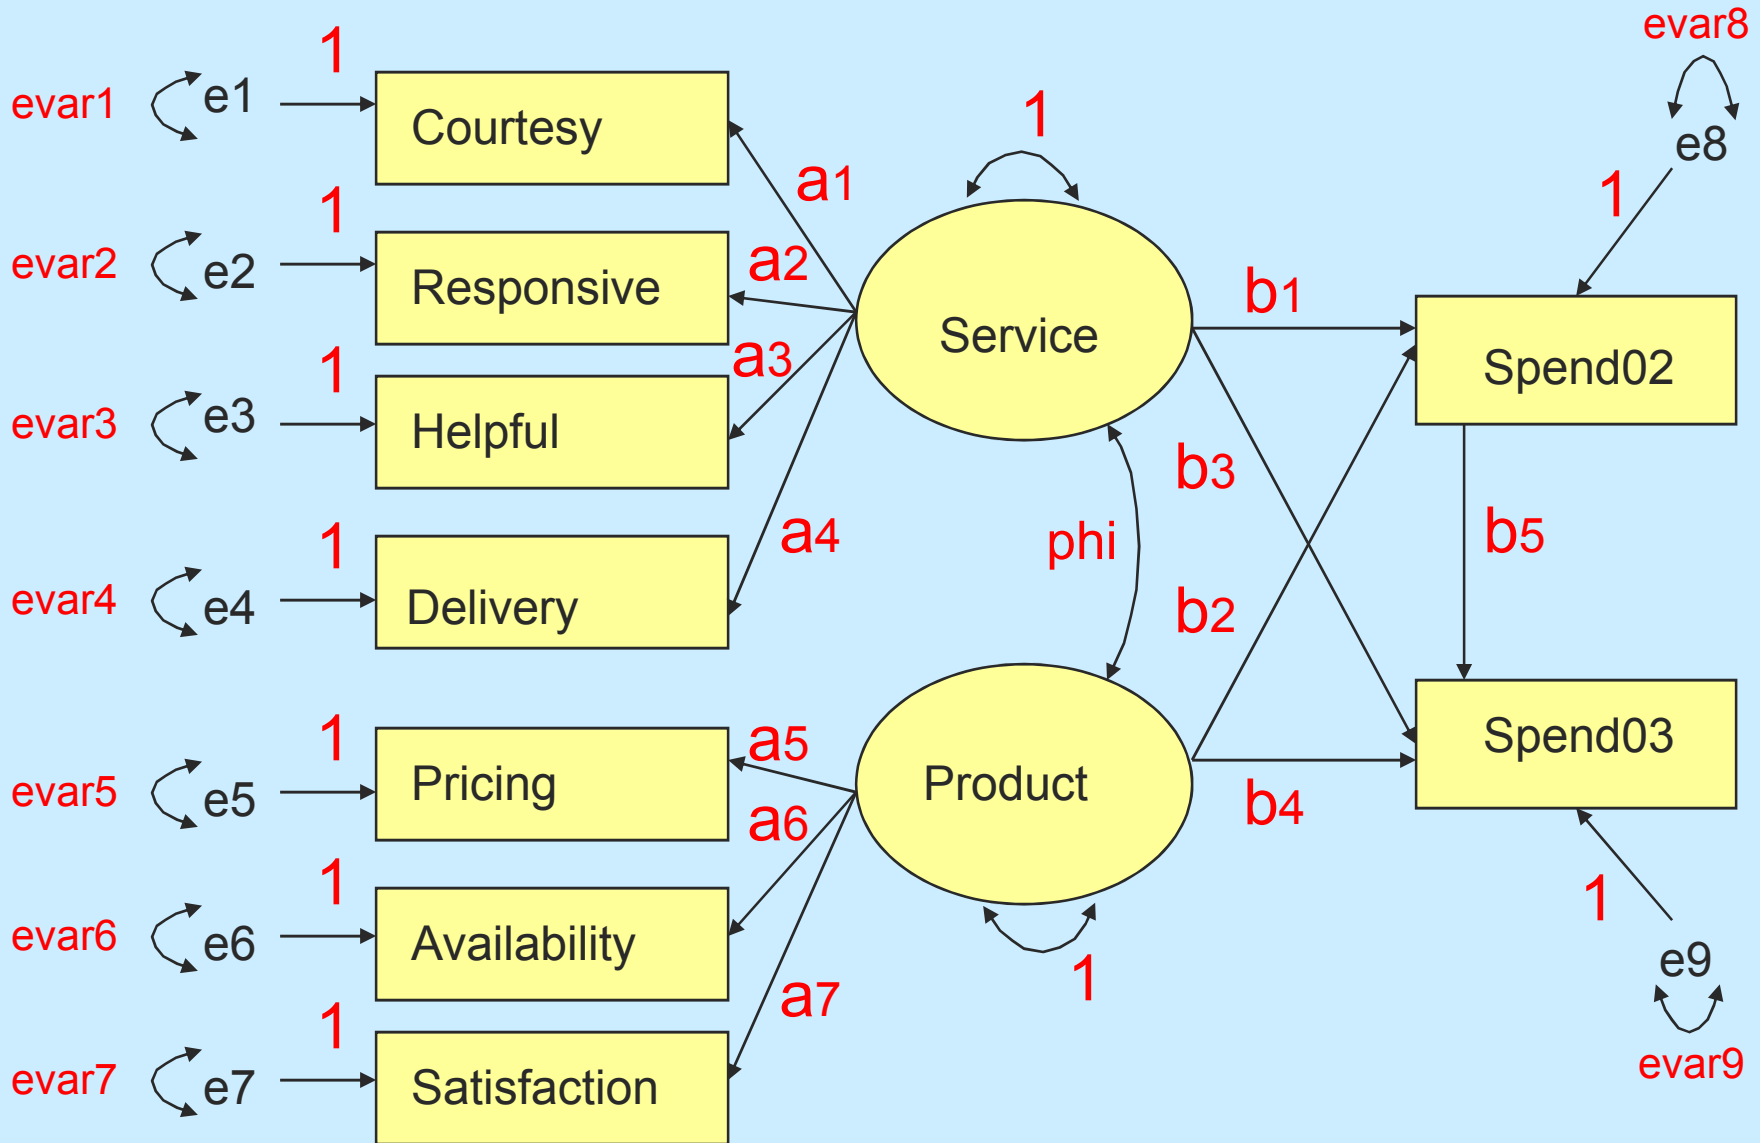 evar8
evar1 e1 1 Courtesy
1
e8
a1
1
1
evar2 e2 Responsive
a2
b1
Service
Spend02
1
a3
evar3 e3 Helpful
b3
1
a4
phi
b5
evar4 e4 Delivery
b2
1
a5
Spend03
evar5 e5 Pricing
Product
a6
b4
1
1
evar6 e6 Availability
1
e9
a7
1
evar9
evar7 e7 Satisfaction